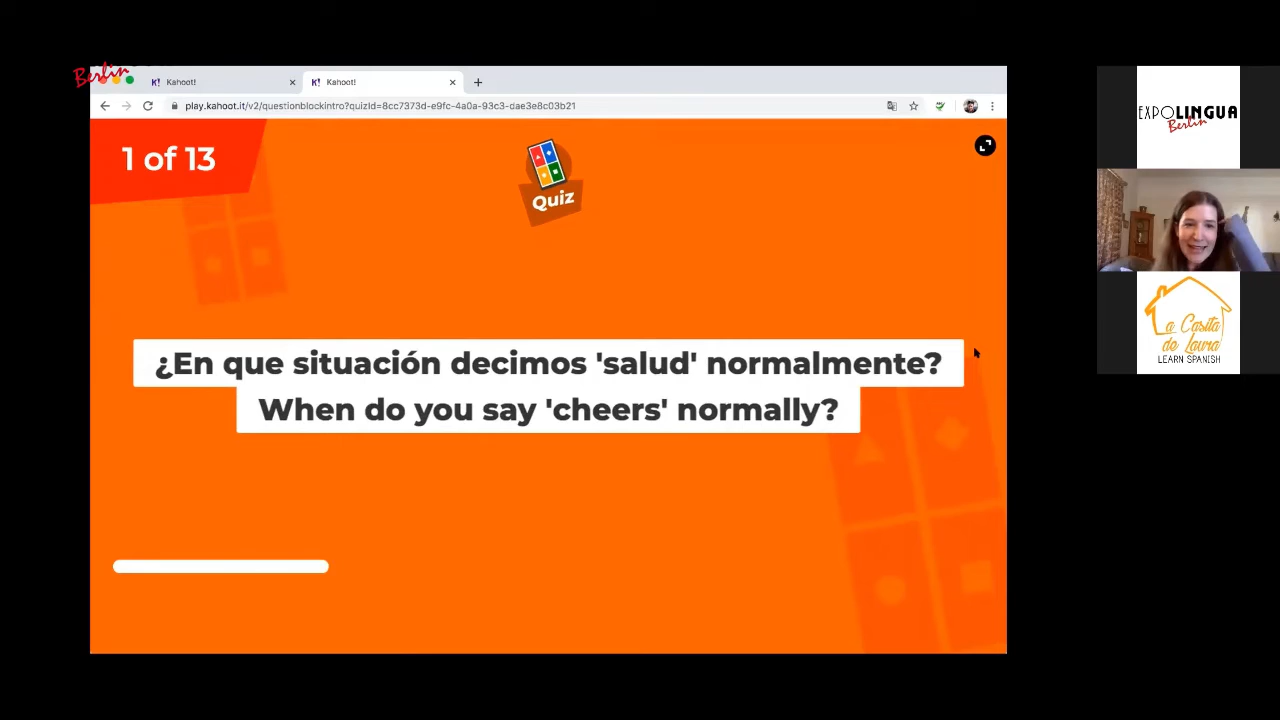 Berlin
Kahoot!
Kahoot!
play.kahoot.it/v2/questionblockintro?quizId=8cc7373d-e9fc-4a0a-93c3-dae3e8c03b21
1 of 13
Quiz
¿En que situación decimos 'salud' normalmente?
When do you say 'cheers' normally?
EXPOLINGUA
Berlin
La Casita
de Laura
LEARN SPANISH